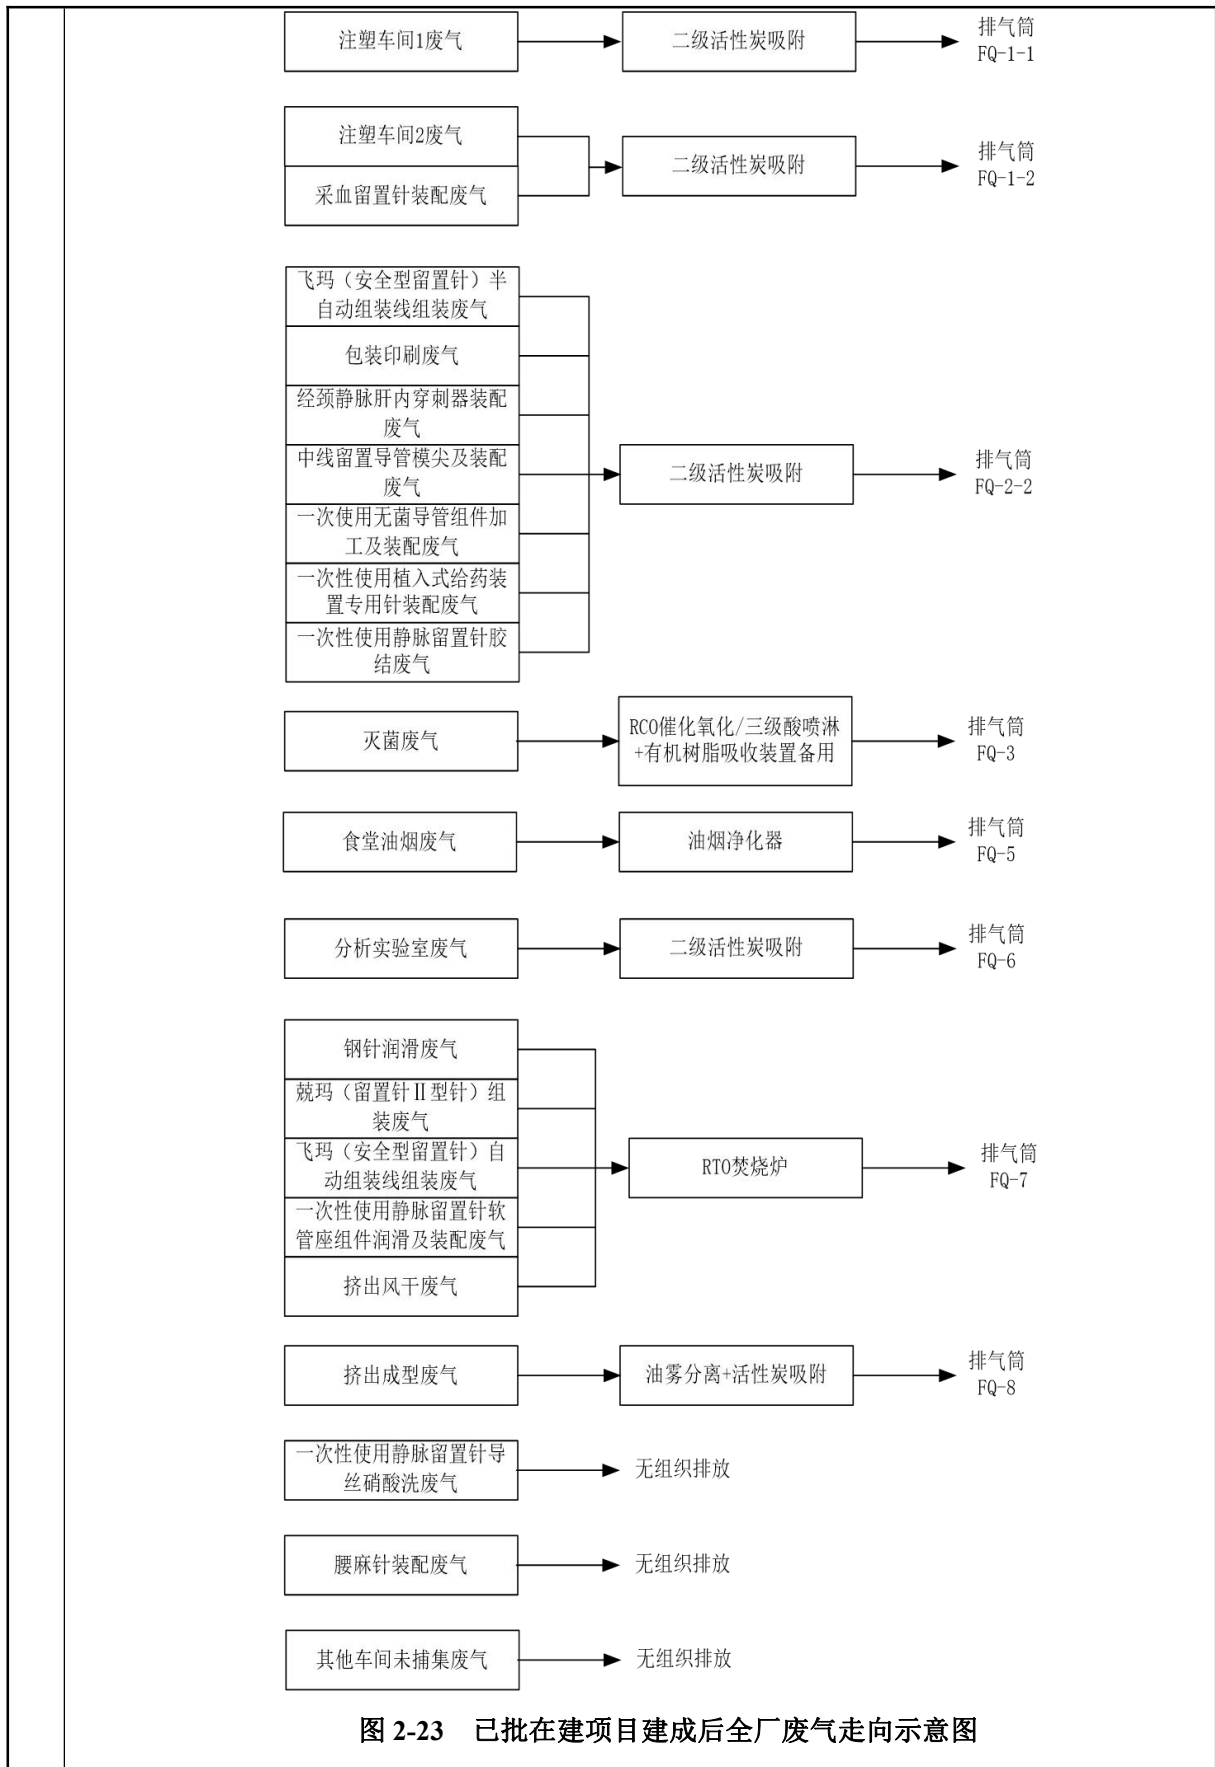 注塑车间1废气
二级活性炭吸附
排气筒
FQ-1-1
注塑车间2废气
采血留置针装配废气
二级活性炭吸附
排气筒
FQ-1-2
飞玛（安全型留置针）半
自动组装线组装废气
包装印刷废气
经颈静脉肝内穿刺器装配
废气
中线留置导管模尖及装配
废气
一次使用无菌导管组件加
工及装配废气
一次性使用植入式给药装
置专用针装配废气
一次性使用静脉留置针胶
结废气
二级活性炭吸附
排气筒
FQ-2-2
灭菌废气
RCO催化氧化/三级酸喷淋
+有机树脂吸收装置备用
排气筒
FQ-3
食堂油烟废气
油烟净化器
排气筒
FQ-5
分析实验室废气
二级活性炭吸附
排气筒
FQ-6
钢针润滑废气
兢玛（留置针Ⅱ型针）组
装废气
飞玛（安全型留置针）自
动组装线组装废气
一次性使用静脉留置针软
管座组件润滑及装配废气
挤出风干废气
RTO焚烧炉
排气筒
FQ-7
挤出成型废气
油雾分离+活性炭吸附
排气筒
FQ-8
一次性使用静脉留置针导
丝硝酸洗废气
无组织排放
腰麻针装配废气
无组织排放
其他车间未捕集废气
无组织排放
图 2-23 已批在建项目建成后全厂废气走向示意图